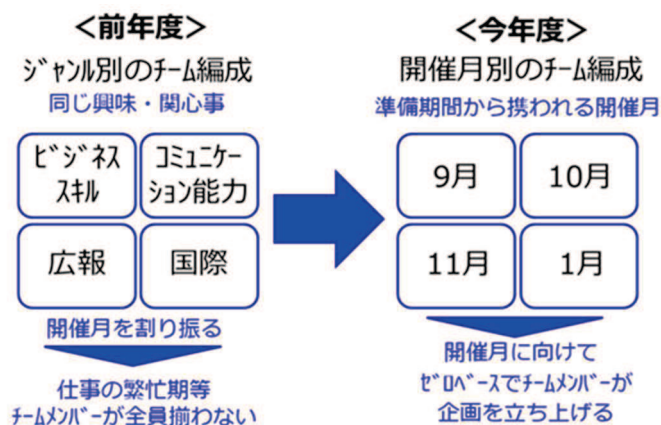 <前年度>
ジャンル別のチーム編成
同じ興味・関心事
ビジネス
スキル
コミュニケー
ション能力
広報
国際
開催月を割り振る
仕事の繁忙期等
チームメンバーが全員揃わない
<今年度>
開催月別のチーム編成
準備期間から携われる開催月
9月
10月
11月
1月
開催月に向けて
ゼロベースでチームメンバーが
企画を立ち上げる